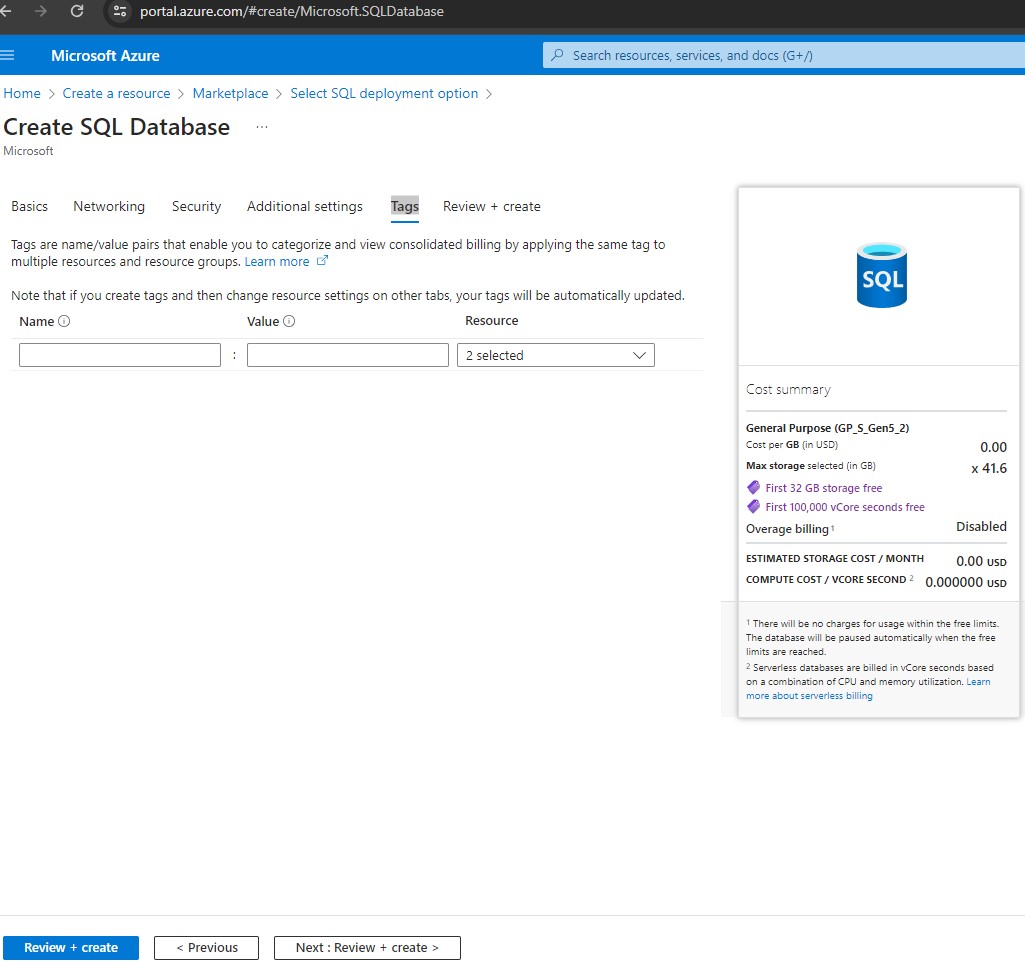 portal.azure.com/#create/Microsoft.SQLDatabase
Microsoft Azure
Search resources, services, and docs (G+/)
Home > Create a resource > Marketplace > Select SQL deployment option >
Create SQL Database ...
Microsoft
Basics Networking Security Additional settings Tags Review + create
Tags are name/value pairs that enable you to categorize and view consolidated billing by applying the same tag to
multiple resources and resource groups. Learn more
Note that if you create tags and then change resource settings on other tabs, your tags will be automatically updated.
Name Value Resource
: 2 selected
SQL
Cost summary
General Purpose (GP_S_Gen5_2)
Cost per GB (in USD) 0.00
Max storage selected (in GB) x 41.6
First 32 GB storage free
First 100,000 vCore seconds free
Overage billing ¹ Disabled
ESTIMATED STORAGE COST / MONTH 0.00 USD
COMPUTE COST / VCORE SECOND ² 0.000000 USD
¹ There will be no charges for usage within the free limits.
The database will be paused automatically when the free
limits are reached.
² Serverless databases are billed in vCore seconds based
on a combination of CPU and memory utilization. Learn
more about serverless billing
Review + create < Previous Next : Review + create >